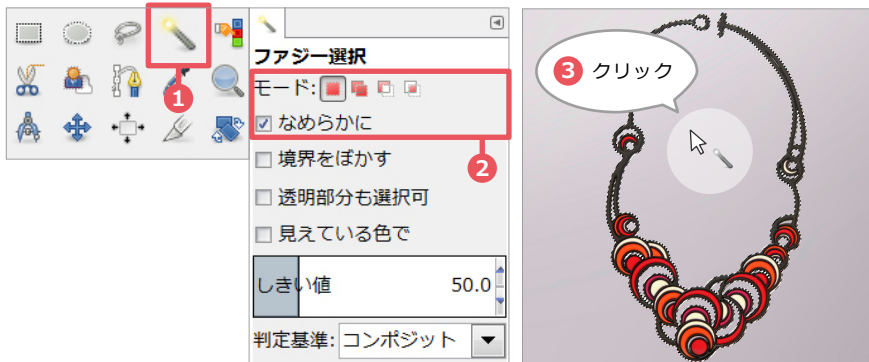 1
ファジー選択
モード:
なめらかに
2
境界をぼかす
透明部分も選択可
見えている色で
しきい値 50.0
判定基準: コンポジット
3 クリック